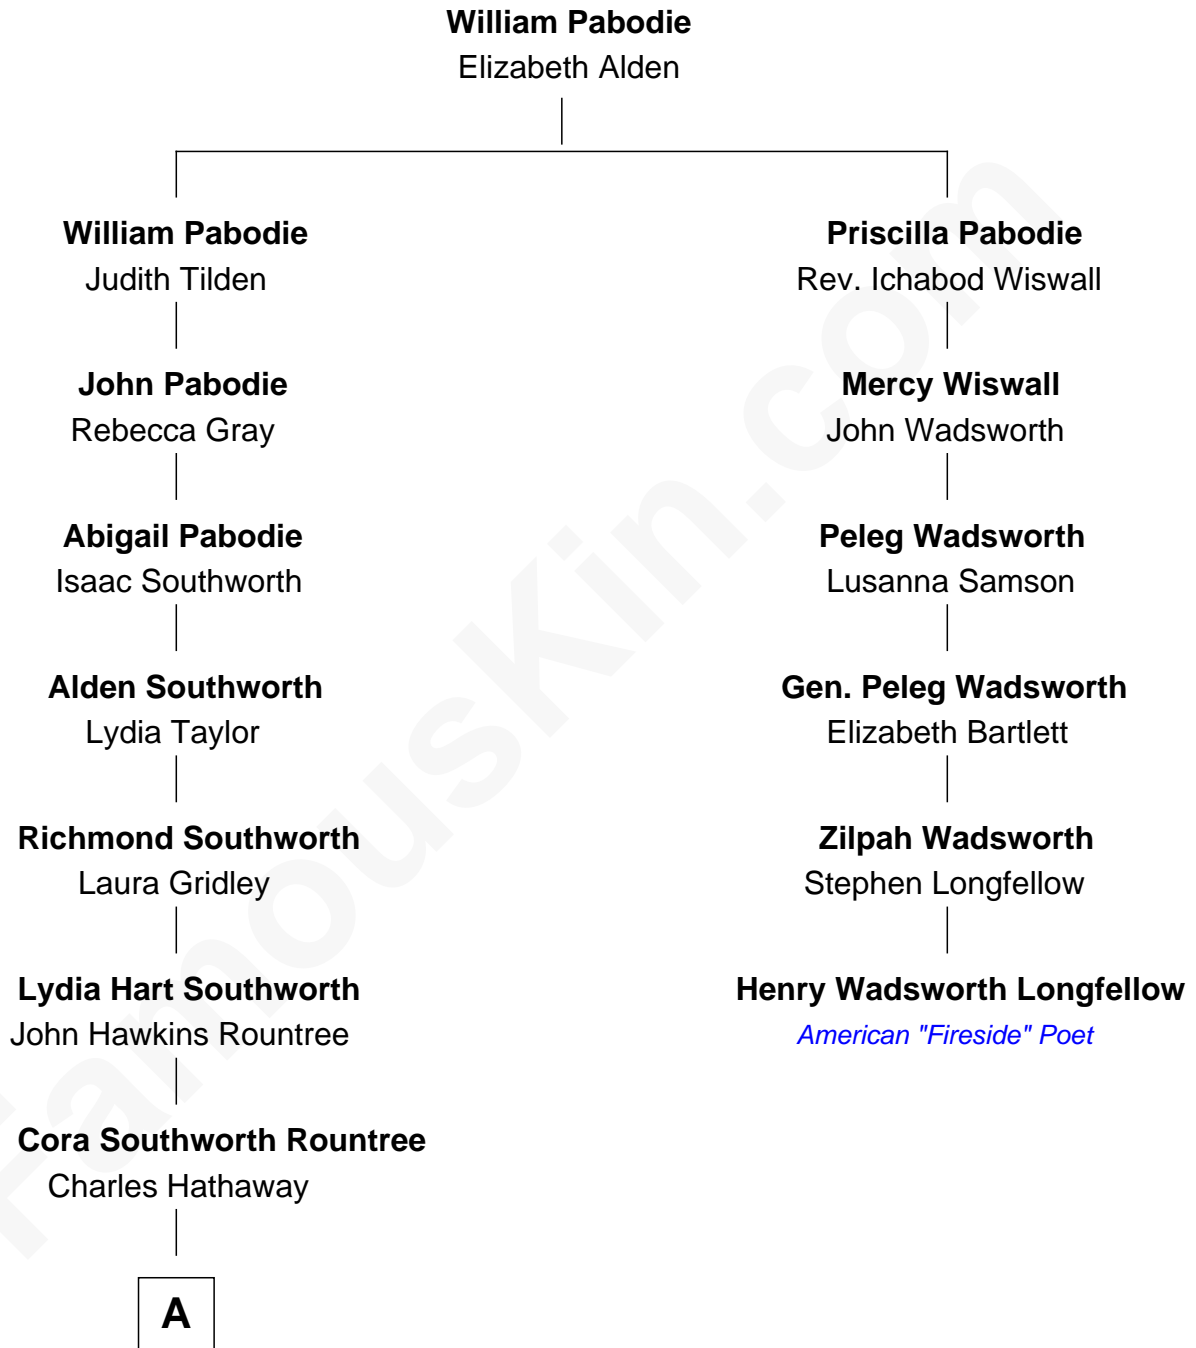 William Pabodie
Elizabeth Alden
William Pabodie
Judith Tilden
John Pabodie
Rebecca Gray
Abigail Pabodie
Isaac Southworth
Alden Southworth
Lydia Taylor
Richmond Southworth
Laura Gridley
Lydia Hart Southworth
John Hawkins Rountree
Cora Southworth Rountree
Charles Hathaway
A
Priscilla Pabodie
Rev. Ichabod Wiswall
Mercy Wiswall
John Wadsworth
Peleg Wadsworth
Lusanna Samson
Gen. Peleg Wadsworth
Elizabeth Bartlett
Zilpah Wadsworth
Stephen Longfellow
Henry Wadsworth Longfellow
American "Fireside" Poet
FamousKin.com